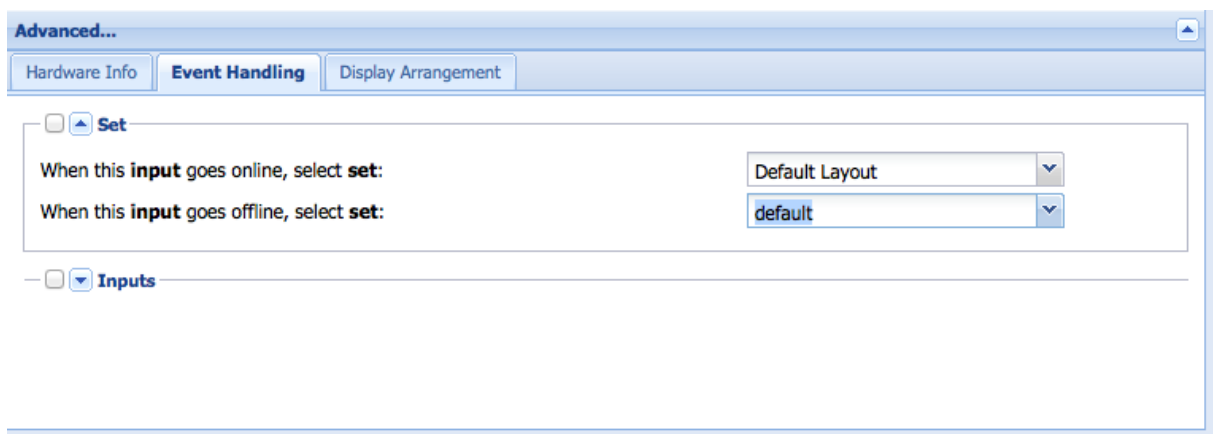 Advanced...
Hardware Info Event Handling Display Arrangement
Set
When this input goes online, select set: Default Layout
When this input goes offline, select set: default
Inputs